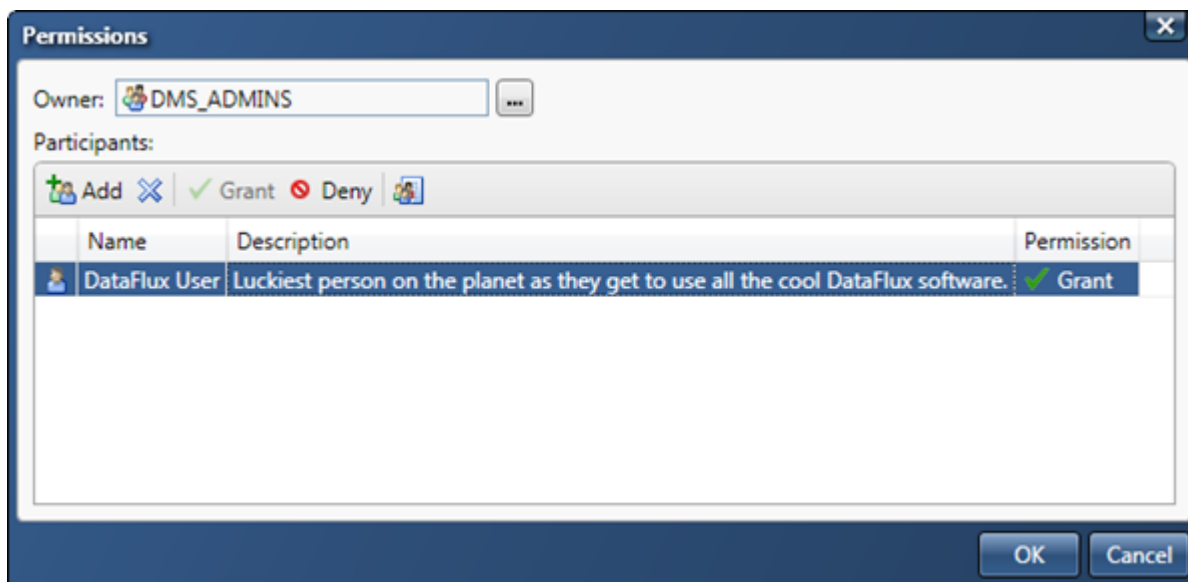 Permissions
Owner: DMS_ADMINS ...
Participants:
Add Grant Deny
Name Description Permission
DataFlux User Luckiest person on the planet as they get to use all the cool DataFlux software. Grant
OK Cancel